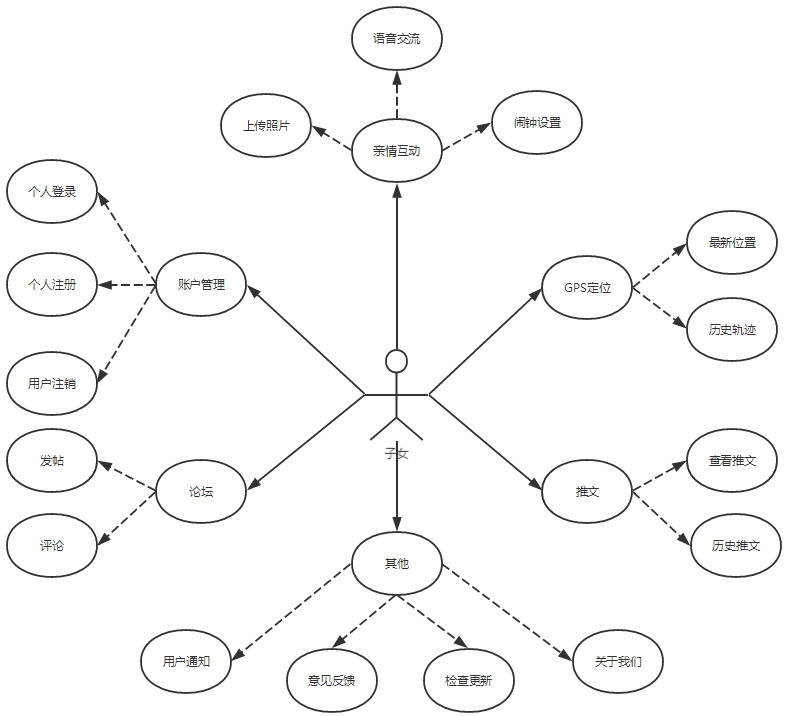 语音交流
上传照片
闹钟设置
亲情互动
个人登录
最新位置
个人注册
账户管理
GPS定位
历史轨迹
用户注销
子女
发帖
查看推文
论坛
推文
评论
历史推文
其他
用户通知
意见反馈
检查更新
关于我们